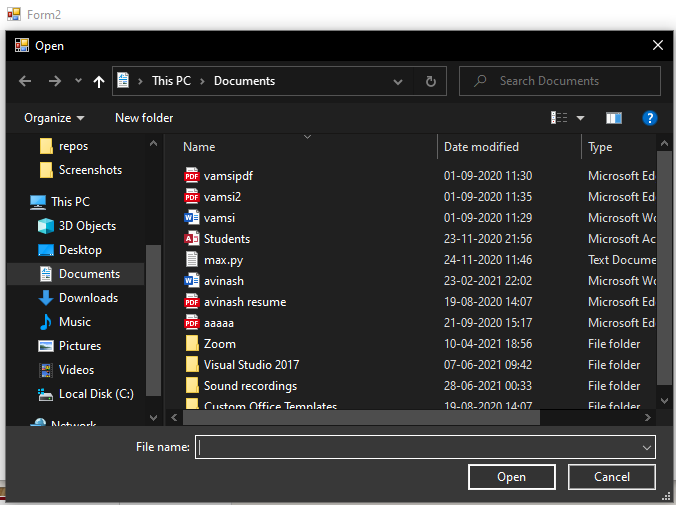 Form2
Open
This PC > Documents
Search Documents
Organize
New folder
repos
Screenshots
This PC
3D Objects
Desktop
Documents
Downloads
Music
Pictures
Videos
Local Disk (C:)
Network
Name Date modified Type
vamsipdf 01-09-2020 11:30 Microsoft Ed
vamsi2 01-09-2020 11:35 Microsoft Ed
vamsi 01-09-2020 11:29 Microsoft Wo
Students 23-11-2020 21:56 Microsoft Ac
max.py 24-11-2020 11:46 Text Docume
avinash 23-02-2021 22:02 Microsoft Wo
avinash resume 19-08-2020 14:07 Microsoft Ed
aaaaa 21-09-2020 15:17 Microsoft Ed
Zoom 10-04-2021 18:56 File folder
Visual Studio 2017 07-06-2021 09:42 File folder
Sound recordings 28-06-2021 00:33 File folder
Custom Office Templates 19-08-2020 14:07 File folder
File name:
Open
Cancel